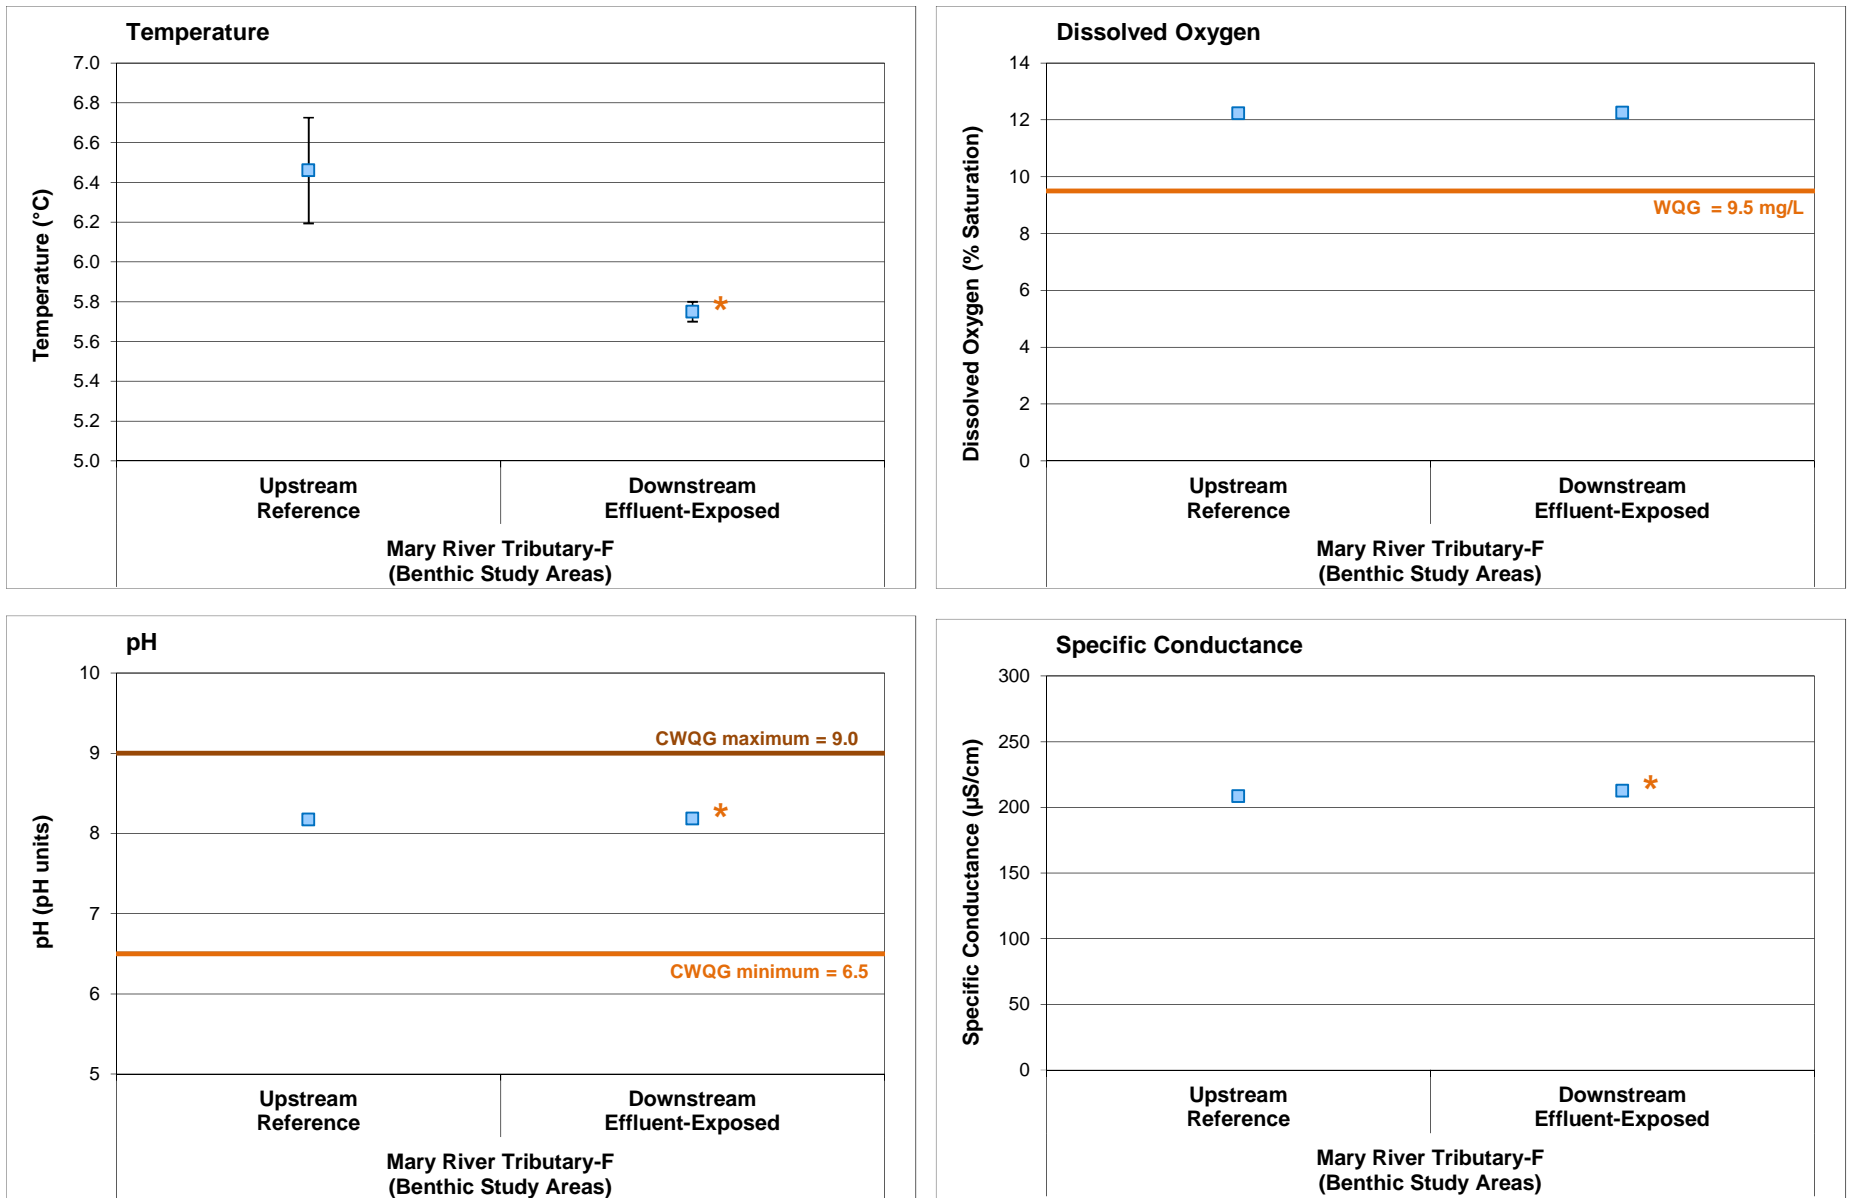 Temperature
7.0
6.8
6.6
6.4
6.2
6.0
5.8
5.6
5.4
5.2
5.0
Temperature (°C)
*
Upstream
Reference
Downstream
Effluent-Exposed
Mary River Tributary-F
(Benthic Study Areas)
Dissolved Oxygen
14
12
10
8
6
4
2
0
Dissolved Oxygen (% Saturation)
WQG = 9.5 mg/L
Upstream
Reference
Downstream
Effluent-Exposed
Mary River Tributary-F
(Benthic Study Areas)
pH
10
9
8
7
6
5
pH (pH units)
CWQG maximum = 9.0
*
CWQG minimum = 6.5
Upstream
Reference
Downstream
Effluent-Exposed
Mary River Tributary-F
(Benthic Study Areas)
Specific Conductance
300
250
200
150
100
50
0
Specific Conductance (µS/cm)
*
Upstream
Reference
Downstream
Effluent-Exposed
Mary River Tributary-F
(Benthic Study Areas)